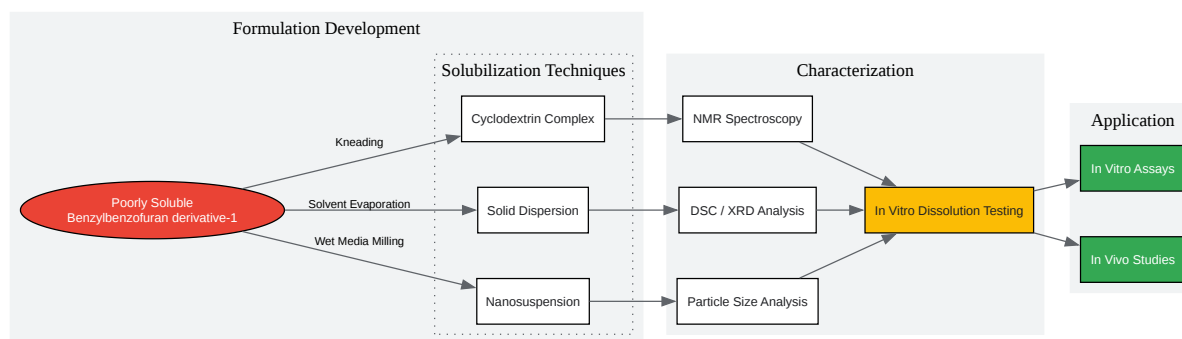 Formulation Development
Solubilization Techniques
Characterization
Application
Cyclodextrin Complex
NMR Spectroscopy
Kneading
In Vitro Assays
Poorly Soluble
Benzylbenzofuran derivative-1
Solvent Evaporation
Solid Dispersion
DSC / XRD Analysis
In Vitro Dissolution Testing
Wet Media Milling
In Vivo Studies
Nanosuspension
Particle Size Analysis